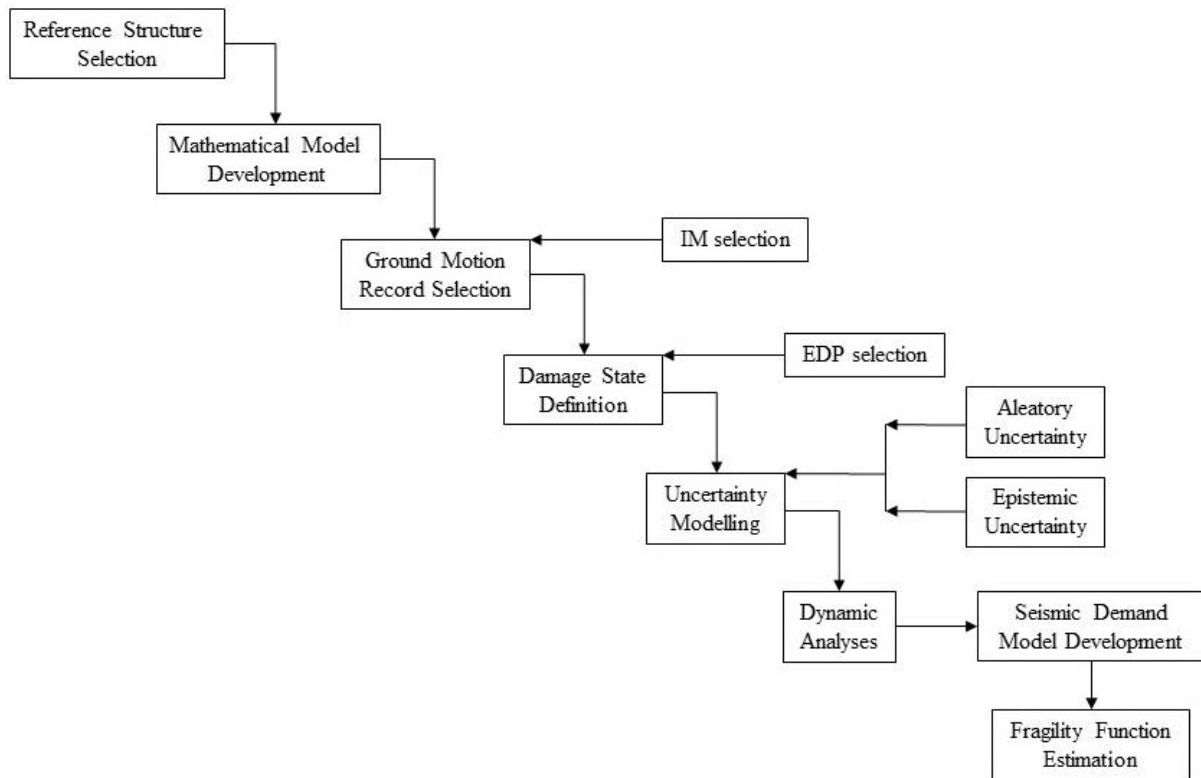 Reference Structure
Selection
Mathematical Model
Development
IM selection
Ground Motion
Record Selection
EDP selection
Damage State
Definition
Aleatory
Uncertainty
Uncertainty
Modelling
Epistemic
Uncertainty
Dynamic
Analyses
Seismic Demand
Model Development
Fragility Function
Estimation